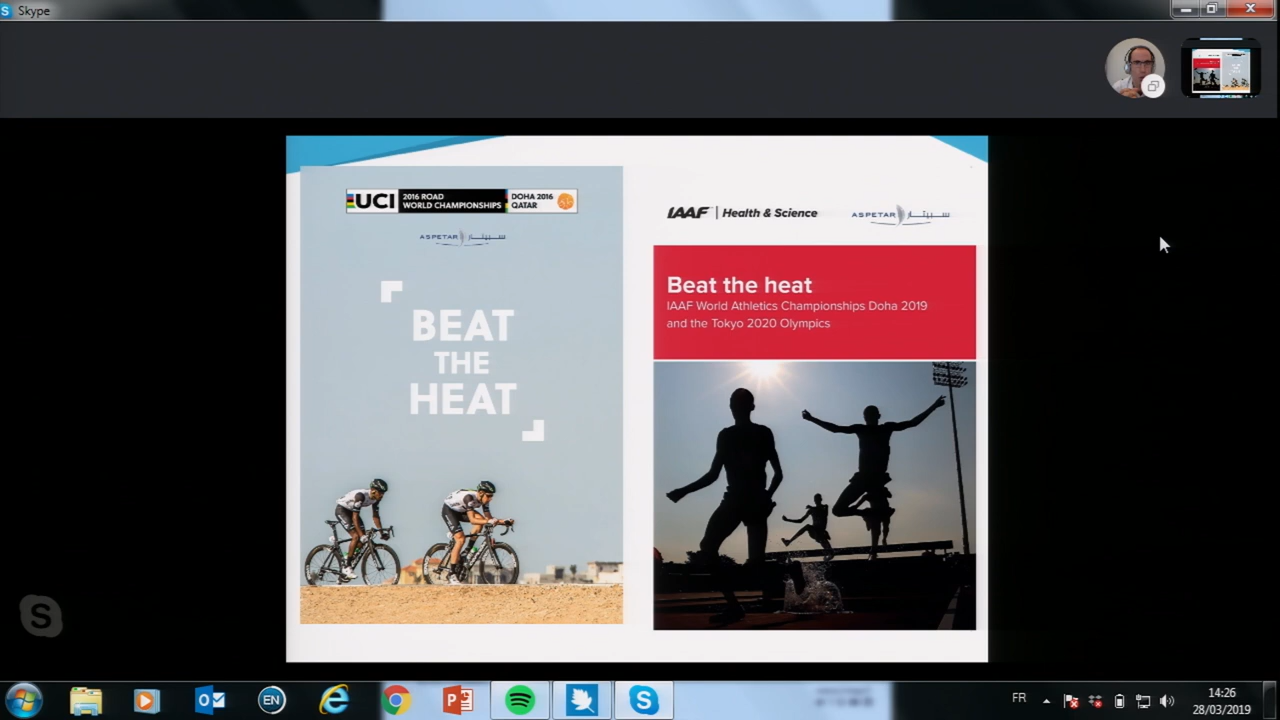 Skype
UCI 2016 ROAD WORLD CHAMPIONSHIPS DOHA 2016 QATAR
ASPETAR سبيتار
BEAT
THE
HEAT
IAAF | Health & Science
ASPETAR سبيتار
Beat the heat
IAAF World Athletics Championships Doha 2019
and the Tokyo 2020 Olympics
EN
FR
14:26
28/03/2019